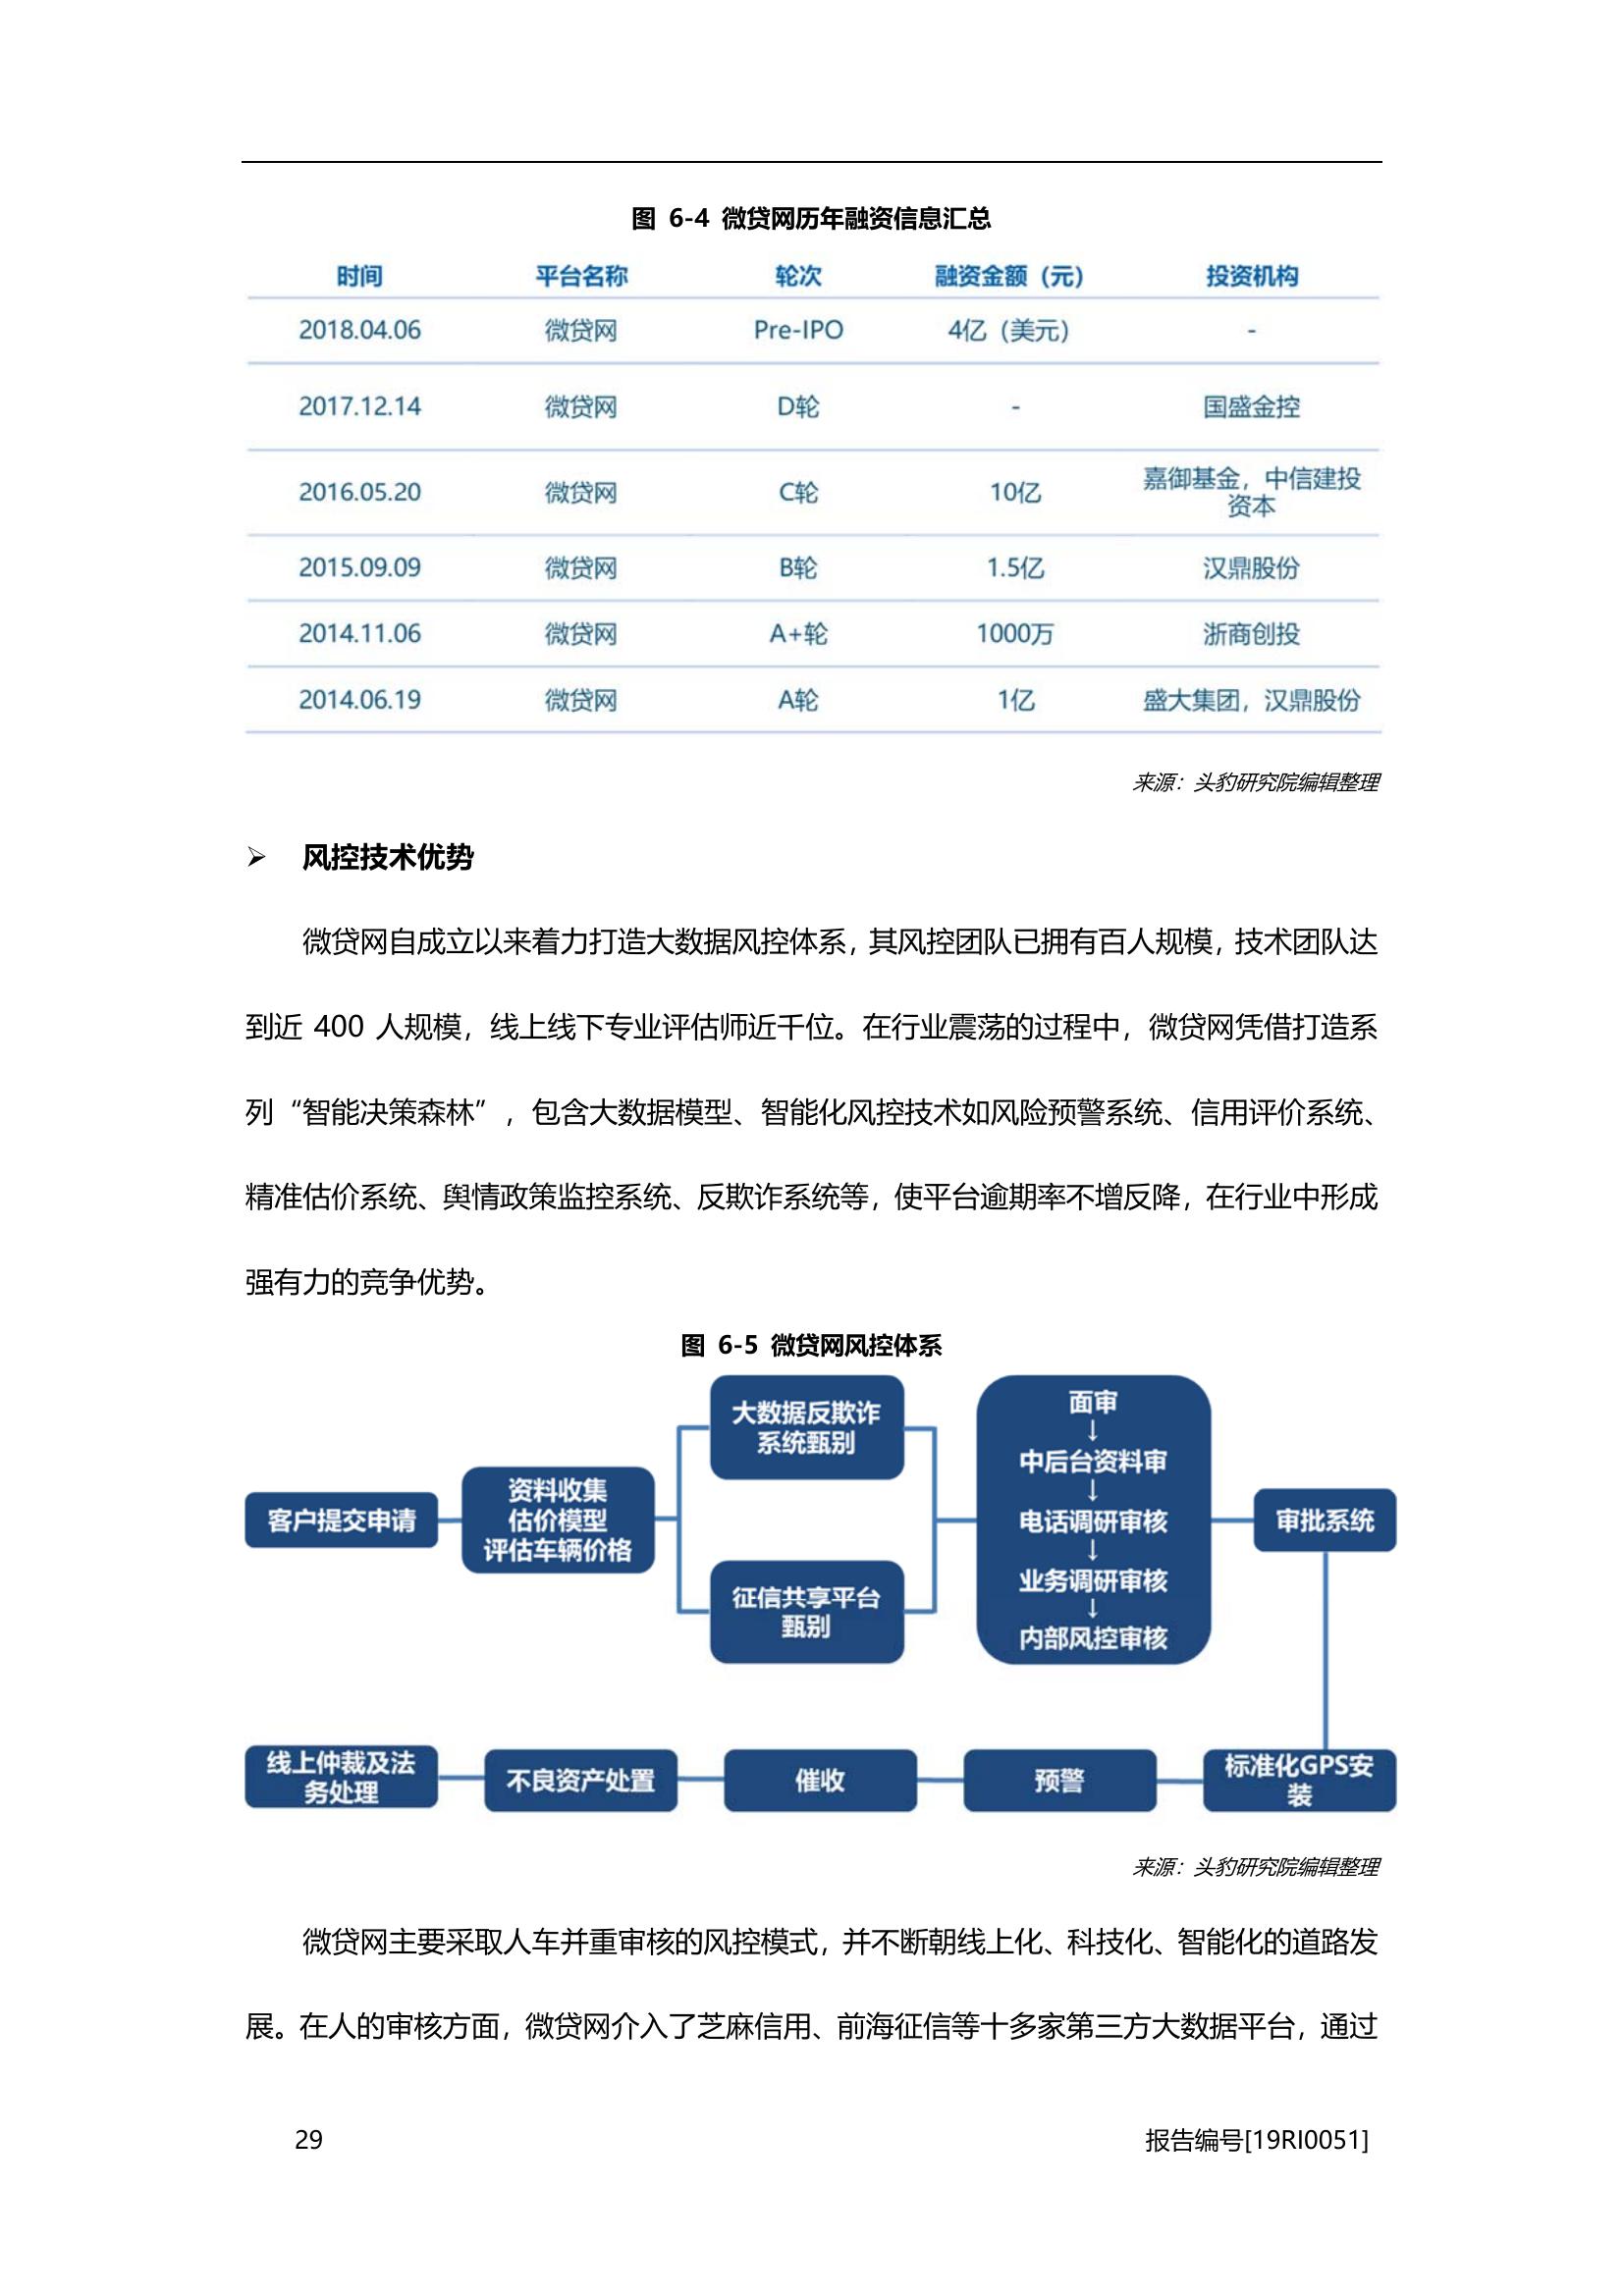 图 6-4 微贷网历年融资信息汇总
时间 平台名称 轮次 融资金额（元） 投资机构
2018.04.06 微贷网 Pre-IPO 4亿（美元） -
2017.12.14 微贷网 D轮 - 国盛金控
2016.05.20 微贷网 C轮 10亿 嘉御基金，中信建投
资本
2015.09.09 微贷网 B轮 1.5亿 汉鼎股份
2014.11.06 微贷网 A+轮 1000万 浙商创投
2014.06.19 微贷网 A轮 1亿 盛大集团，汉鼎股份
来源：头豹研究院编辑整理
➢ 风控技术优势
微贷网自成立以来着力打造大数据风控体系，其风控团队已拥有百人规模，技术团队达
到近 400 人规模，线上线下专业评估师近千位。在行业震荡的过程中，微贷网凭借打造系
列“智能决策森林”，包含大数据模型、智能化风控技术如风险预警系统、信用评价系统、
精准估价系统、舆情政策监控系统、反欺诈系统等，使平台逾期率不增反降，在行业中形成
强有力的竞争优势。
图 6-5 微贷网风控体系
客户提交申请
资料收集
估价模型
评估车辆价格
大数据反欺诈
系统甄别
征信共享平台
甄别
面审
↓
中后台资料审
↓
电话调研审核
↓
业务调研审核
↓
内部风控审核
审批系统
线上仲裁及法
务处理
不良资产处置
催收
预警
标准化GPS安
装
来源：头豹研究院编辑整理
微贷网主要采取人车并重审核的风控模式，并不断朝线上化、科技化、智能化的道路发
展。在人的审核方面，微贷网介入了芝麻信用、前海征信等十多家第三方大数据平台，通过
29 报告编号[19RI0051]